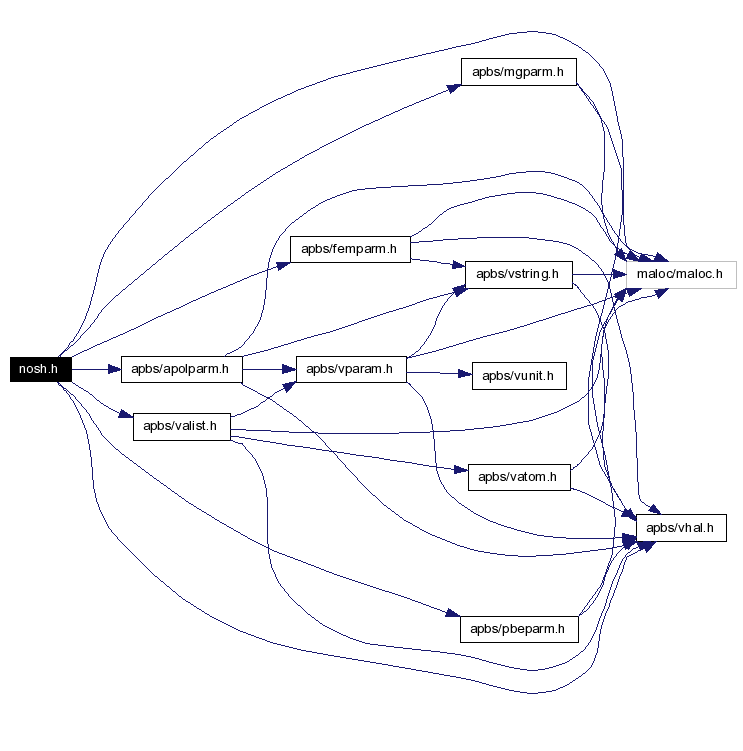 apbs/mgparm.h
apbs/femparm.h
apbs/vstring.h
maloc/maloc.h
nosh.h
apbs/apolparm.h
apbs/vparam.h
apbs/vunit.h
apbs/valist.h
apbs/vatom.h
apbs/vhal.h
apbs/pbeparm.h